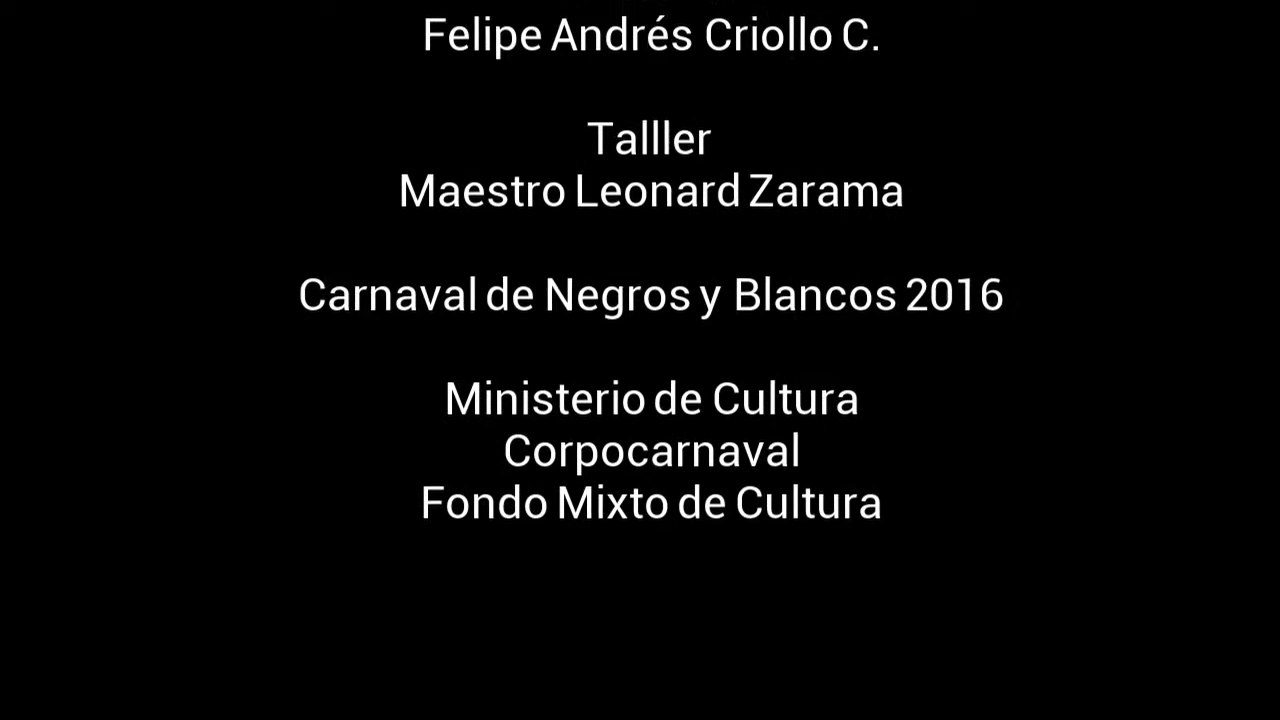 Felipe Andrés Criollo C.
Talller
Maestro Leonard Zarama
Carnaval de Negros y Blancos 2016
Ministerio de Cultura
Corpocarnaval
Fondo Mixto de Cultura